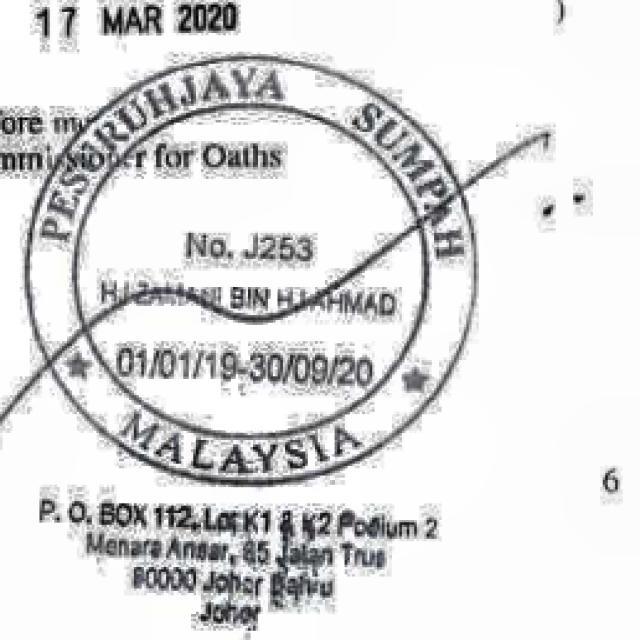 17 MAR 2020
)
ore me
mmissioner for Oaths
PESURUHJAYA SUMPAH
No. J253
HJ ZAMANI BIN HJ AHMAD
01/01/19-30/09/20
MALAYSIA
6
P. O. BOX 112, Lot K1 & K2 Podium 2
Menara Ansar, 65 Jalan Trus
80000 Johor Bahru
Johor